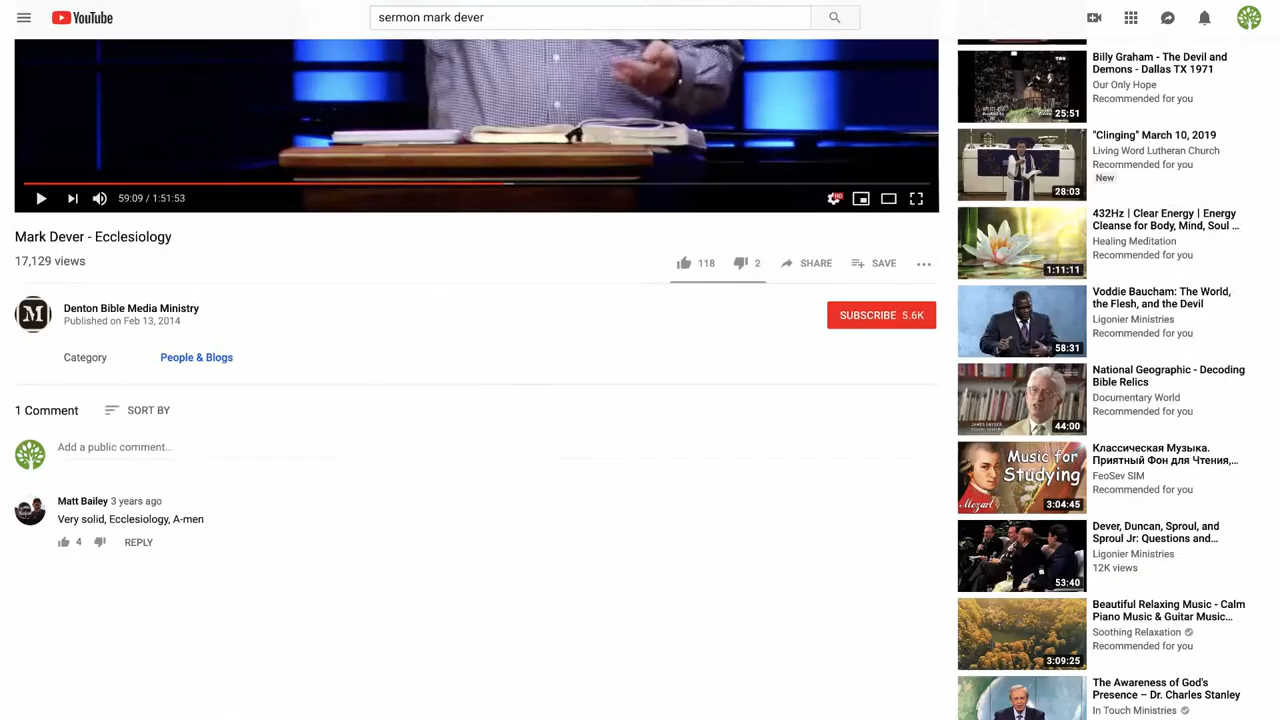 YouTube
sermon mark dever
59:09 / 1:51:53
HD
Mark Dever - Ecclesiology
17,129 views
118
2
SHARE
SAVE
M
Denton Bible Media Ministry
Published on Feb 13, 2014
SUBSCRIBE 5.6K
Category
People & Blogs
1 Comment
SORT BY
Add a public comment...
Matt Bailey 3 years ago
Very solid, Ecclesiology, A-men
4
REPLY
25:51
Billy Graham - The Devil and
Demons - Dallas TX 1971
Our Only Hope
Recommended for you
28:03
"Clinging" March 10, 2019
Living Word Lutheran Church
Recommended for you
New
1:11:11
432Hz | Clear Energy | Energy
Cleanse for Body, Mind, Soul ...
Healing Meditation
Recommended for you
58:31
Voddie Baucham: The World,
the Flesh, and the Devil
Ligonier Ministries
Recommended for you
JAMES SNYDER
44:00
National Geographic - Decoding
Bible Relics
Documentary World
Recommended for you
Music for
Studying
Mozart
3:04:45
Классическая Музыка.
Приятный Фон для Чтения,...
FeoSev SIM
Recommended for you
53:40
Dever, Duncan, Sproul, and
Sproul Jr: Questions and...
Ligonier Ministries
12K views
3:09:25
Beautiful Relaxing Music - Calm
Piano Music & Guitar Music...
Soothing Relaxation
Recommended for you
The Awareness of God's
Presence – Dr. Charles Stanley
In Touch Ministries